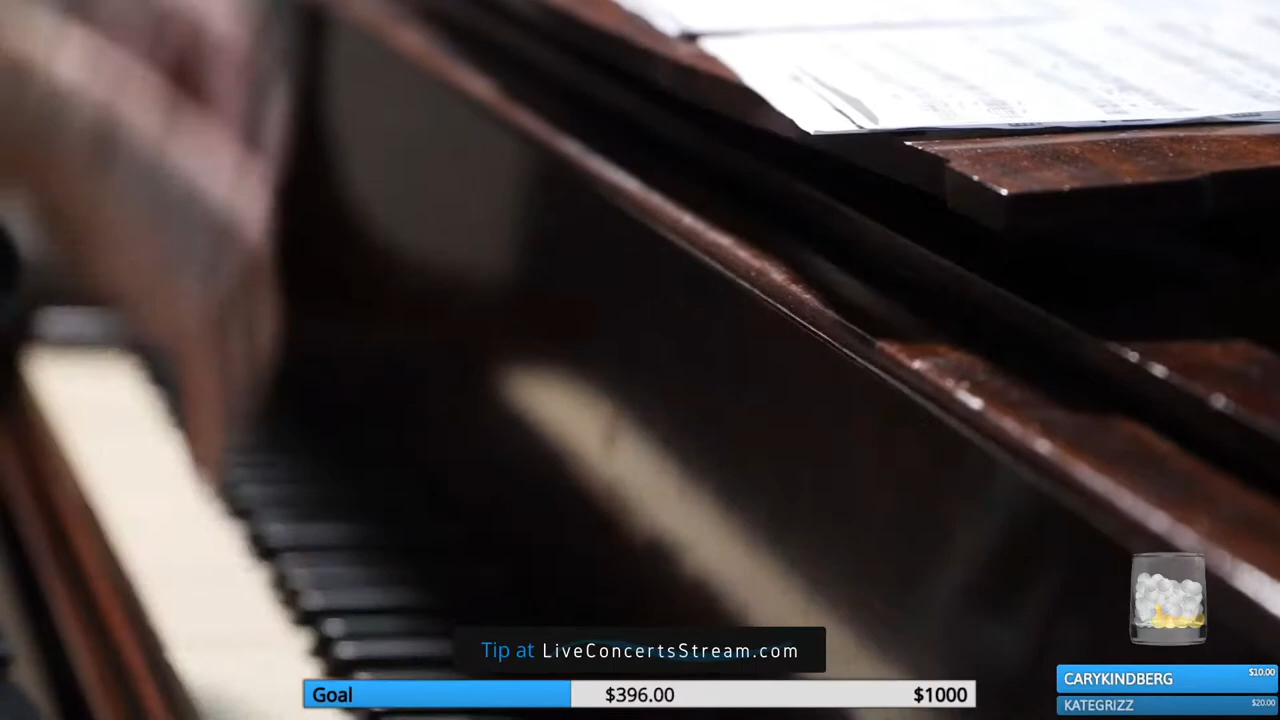 Tip at LiveConcertsStream.com
Goal $396.00 $1000
CARYKINDBERG $10.00
KATEGRIZZ $20.00